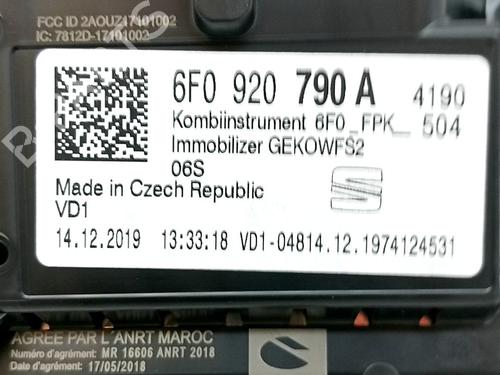 FCC ID 2AOUZ17101002
IC: 7812D-17101002
6F0 920 790 A 4190
Kombiinstrument 6F0_FPK_ 504
Immobilizer GEKOWFS2
06S
Made in Czech Republic
VD1
14.12.2019 13:33:18 VD1-04814.12.1974124531
AGREE PAR L'ANRT MAROC
Numéro d'agrément: MR 16606 ANRT 2018
Date d'agrément: 17/05/2018